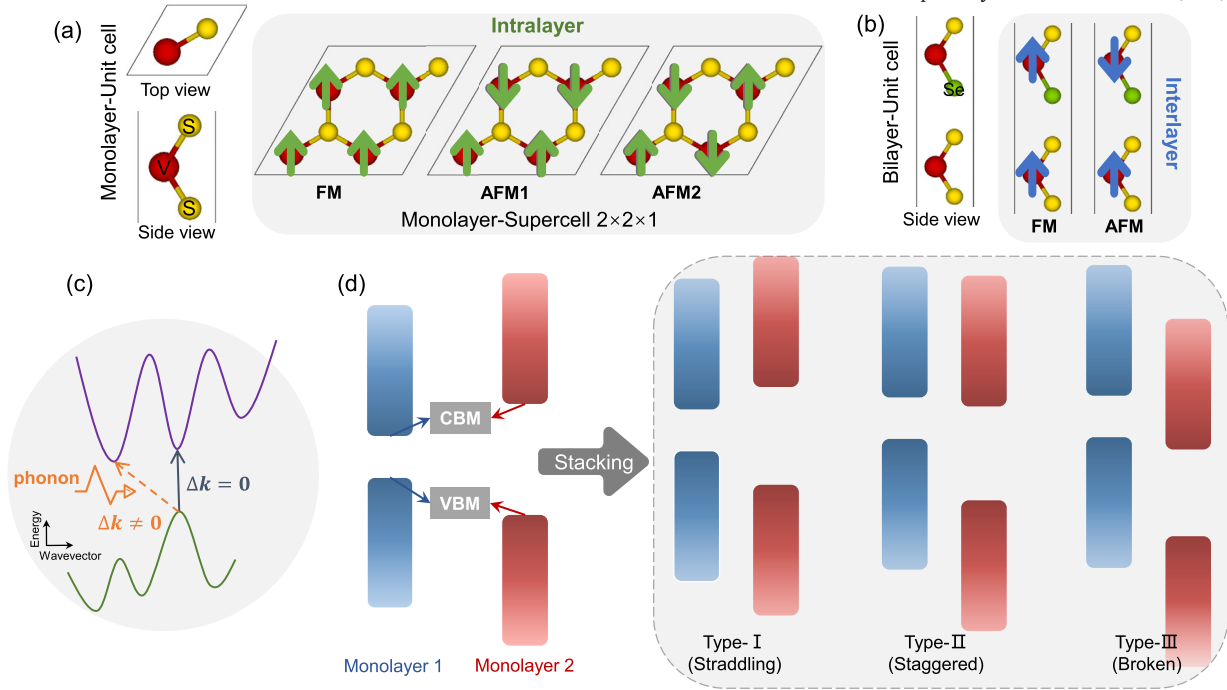 (a)
Monolayer-Unit cell
Top view
S
V
S
Side view
Intralayer
FM
AFM1
AFM2
Monolayer-Supercell 2×2×1
(b)
Bilayer-Unit cell
Se
Side view
FM
AFM
Interlayer
(c)
phonon
Δk = 0
Δk ≠ 0
Energy
Wavevector
(d)
CBM
VBM
Monolayer 1
Monolayer 2
Stacking
Type-Ⅰ
(Straddling)
Type-Ⅱ
(Staggered)
Type-Ⅲ
(Broken)